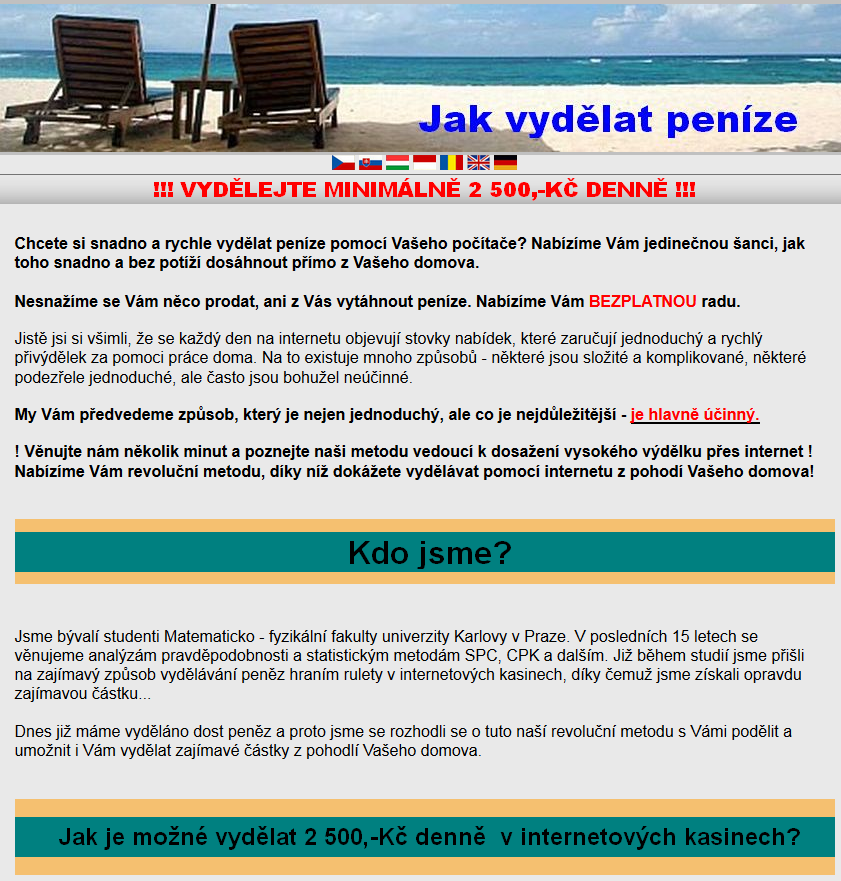 Jak vydělat peníze
!!! VYDĚLEJTE MINIMÁLNĚ 2 500,-KČ DENNĚ !!!
Chcete si snadno a rychle vydělat peníze pomocí Vašeho počítače? Nabízíme Vám jedinečnou šanci, jak
toho snadno a bez potíží dosáhnout přímo z Vašeho domova.
Nesnažíme se Vám něco prodat, ani z Vás vytáhnout peníze. Nabízíme Vám BEZPLATNOU radu.
Jistě jsi si všimli, že se každý den na internetu objevují stovky nabídek, které zaručují jednoduchý a rychlý
přivýdělek za pomoci práce doma. Na to existuje mnoho způsobů - některé jsou složité a komplikované, některé
podezřele jednoduché, ale často jsou bohužel neúčinné.
My Vám předvedeme způsob, který je nejen jednoduchý, ale co je nejdůležitější - je hlavně účinný.
! Věnujte nám několik minut a poznejte naši metodu vedoucí k dosažení vysokého výdělku přes internet !
Nabízíme Vám revoluční metodu, díky níž dokážete vydělávat pomocí internetu z pohodí Vašeho domova!
Kdo jsme?
Jsme bývalí studenti Matematicko - fyzikální fakulty univerzity Karlovy v Praze. V posledních 15 letech se
věnujeme analýzám pravděpodobnosti a statistickým metodám SPC, CPK a dalším. Již během studií jsme přišli
na zajímavý způsob vydělávání peněz hraním rulety v internetových kasinech, díky čemuž jsme získali opravdu
zajímavou částku...
Dnes již máme vyděláno dost peněz a proto jsme se rozhodli se o tuto naší revoluční metodu s Vámi podělit a
umožnit i Vám vydělat zajímavé částky z pohodlí Vašeho domova.
Jak je možné vydělat 2 500,-Kč denně v internetových kasinech?